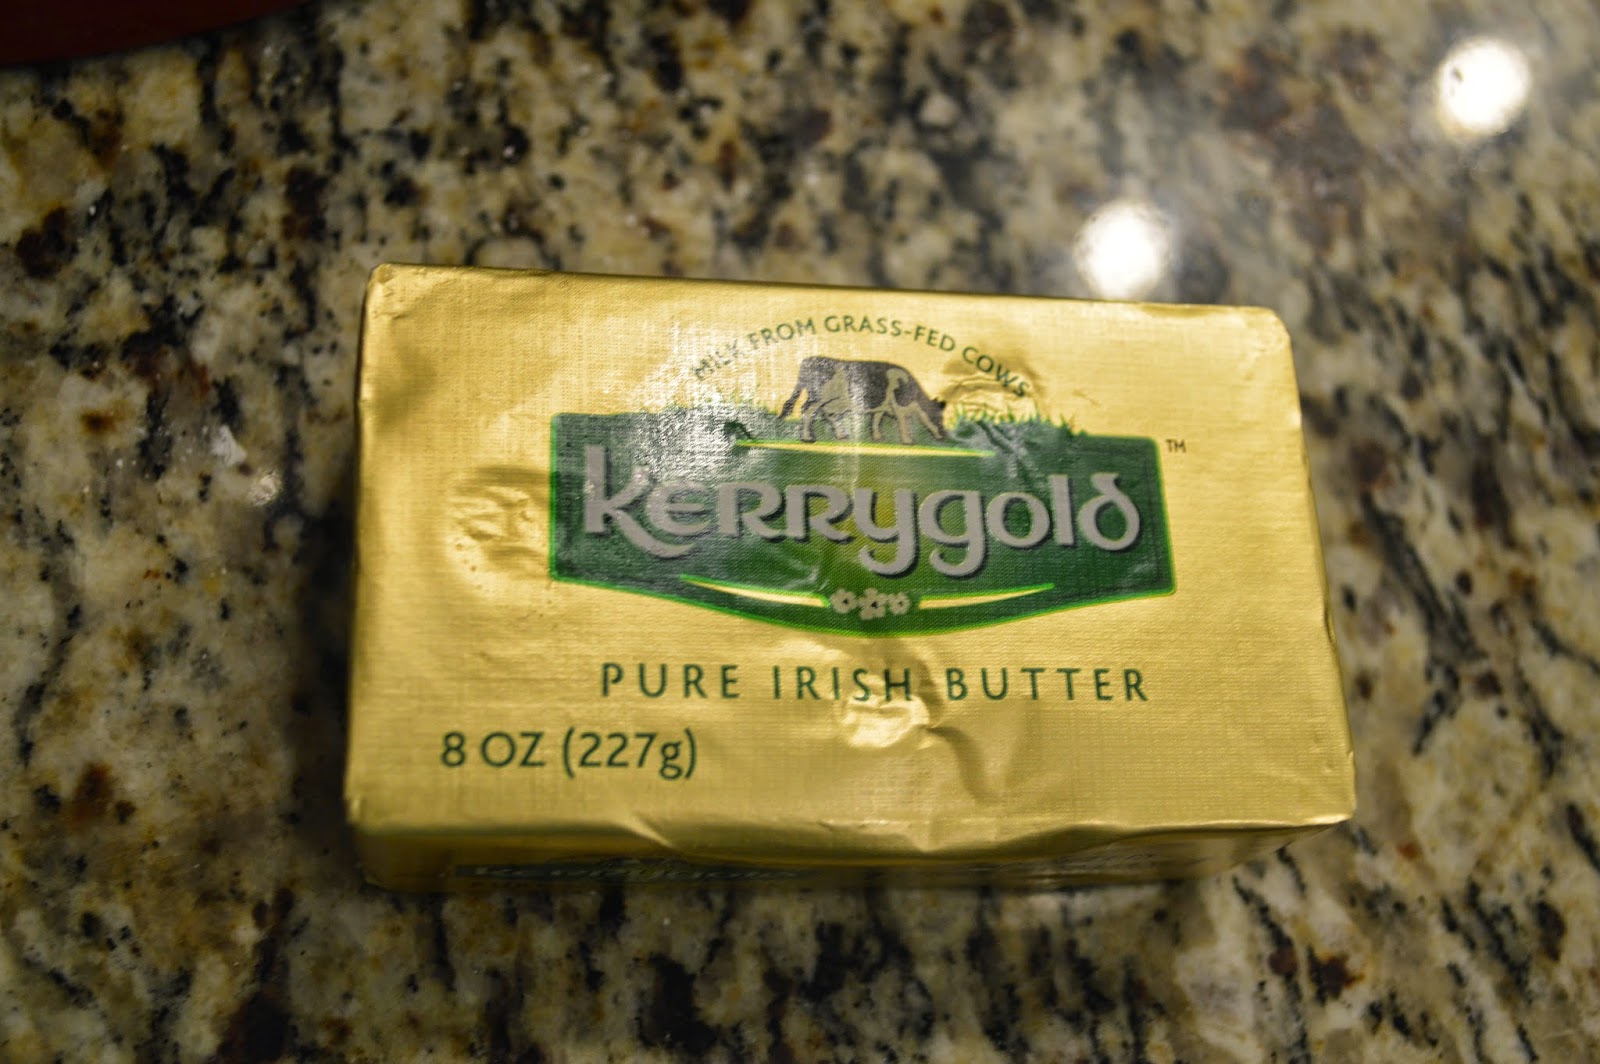 MILK FROM GRASS-FED COWS
Kerrygold
TM
PURE IRISH BUTTER
8 OZ (227g)